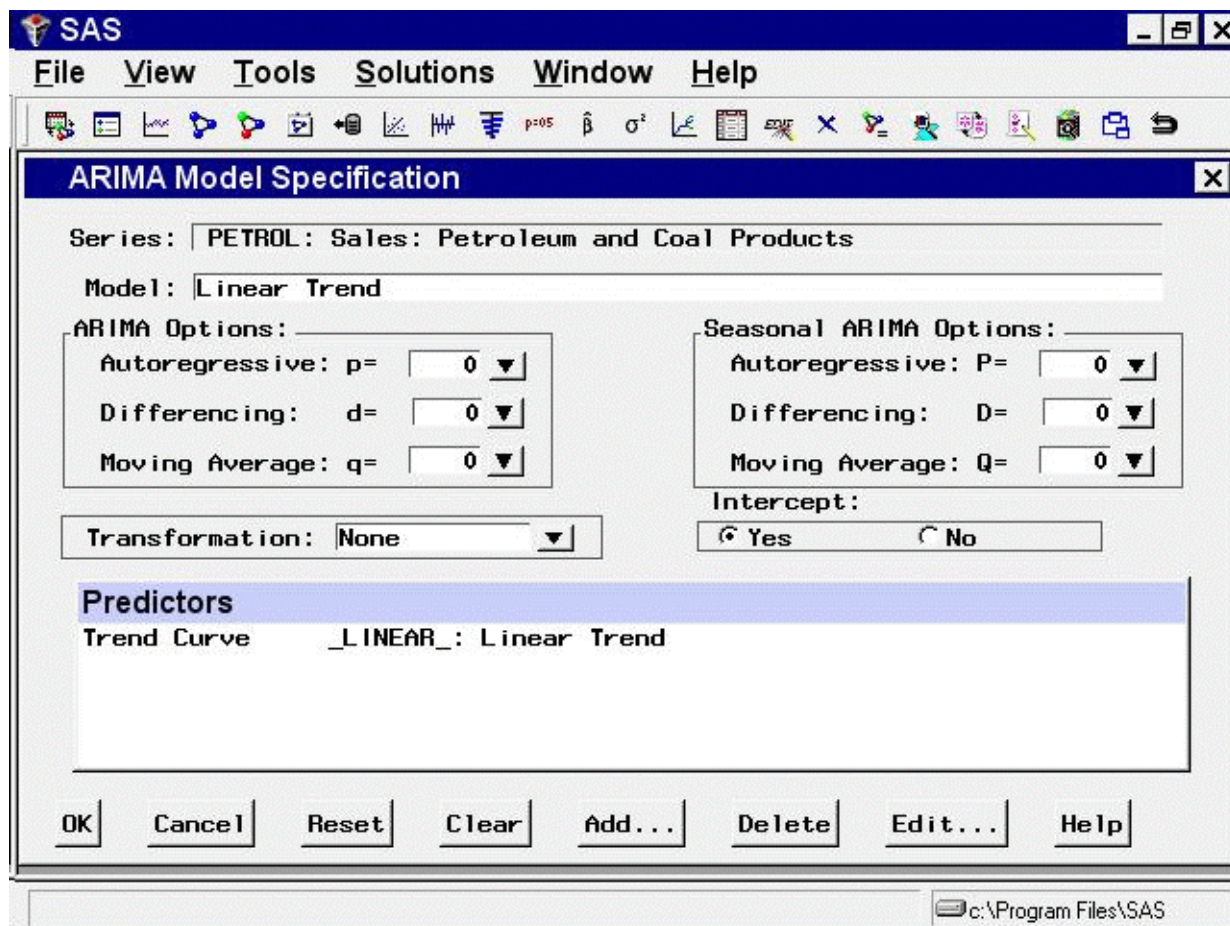 SAS
File View Tools Solutions Window Help
p=05 β̂ σ² EDIT
ARIMA Model Specification
Series: PETROL: Sales: Petroleum and Coal Products
Model: Linear Trend
ARIMA Options:
Autoregressive: p= 0
Differencing: d= 0
Moving Average: q= 0
Seasonal ARIMA Options:
Autoregressive: P= 0
Differencing: D= 0
Moving Average: Q= 0
Transformation: None
Intercept:
Yes No
Predictors
Trend Curve _LINEAR_: Linear Trend
OK Cancel Reset Clear Add... Delete Edit... Help
c:\Program Files\SAS